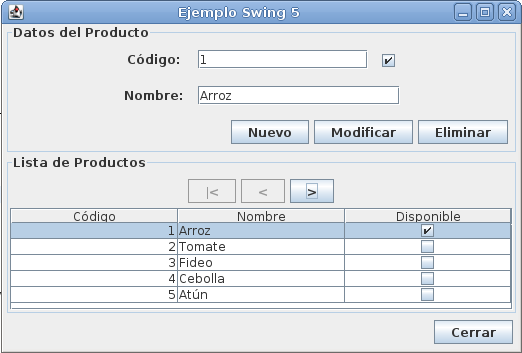 Ejemplo Swing 5
Datos del Producto
Código: 1
Nombre: Arroz
Nuevo Modificar Eliminar
Lista de Productos
|< < >
Código Nombre Disponible
1 Arroz
2 Tomate
3 Fideo
4 Cebolla
5 Atún
Cerrar